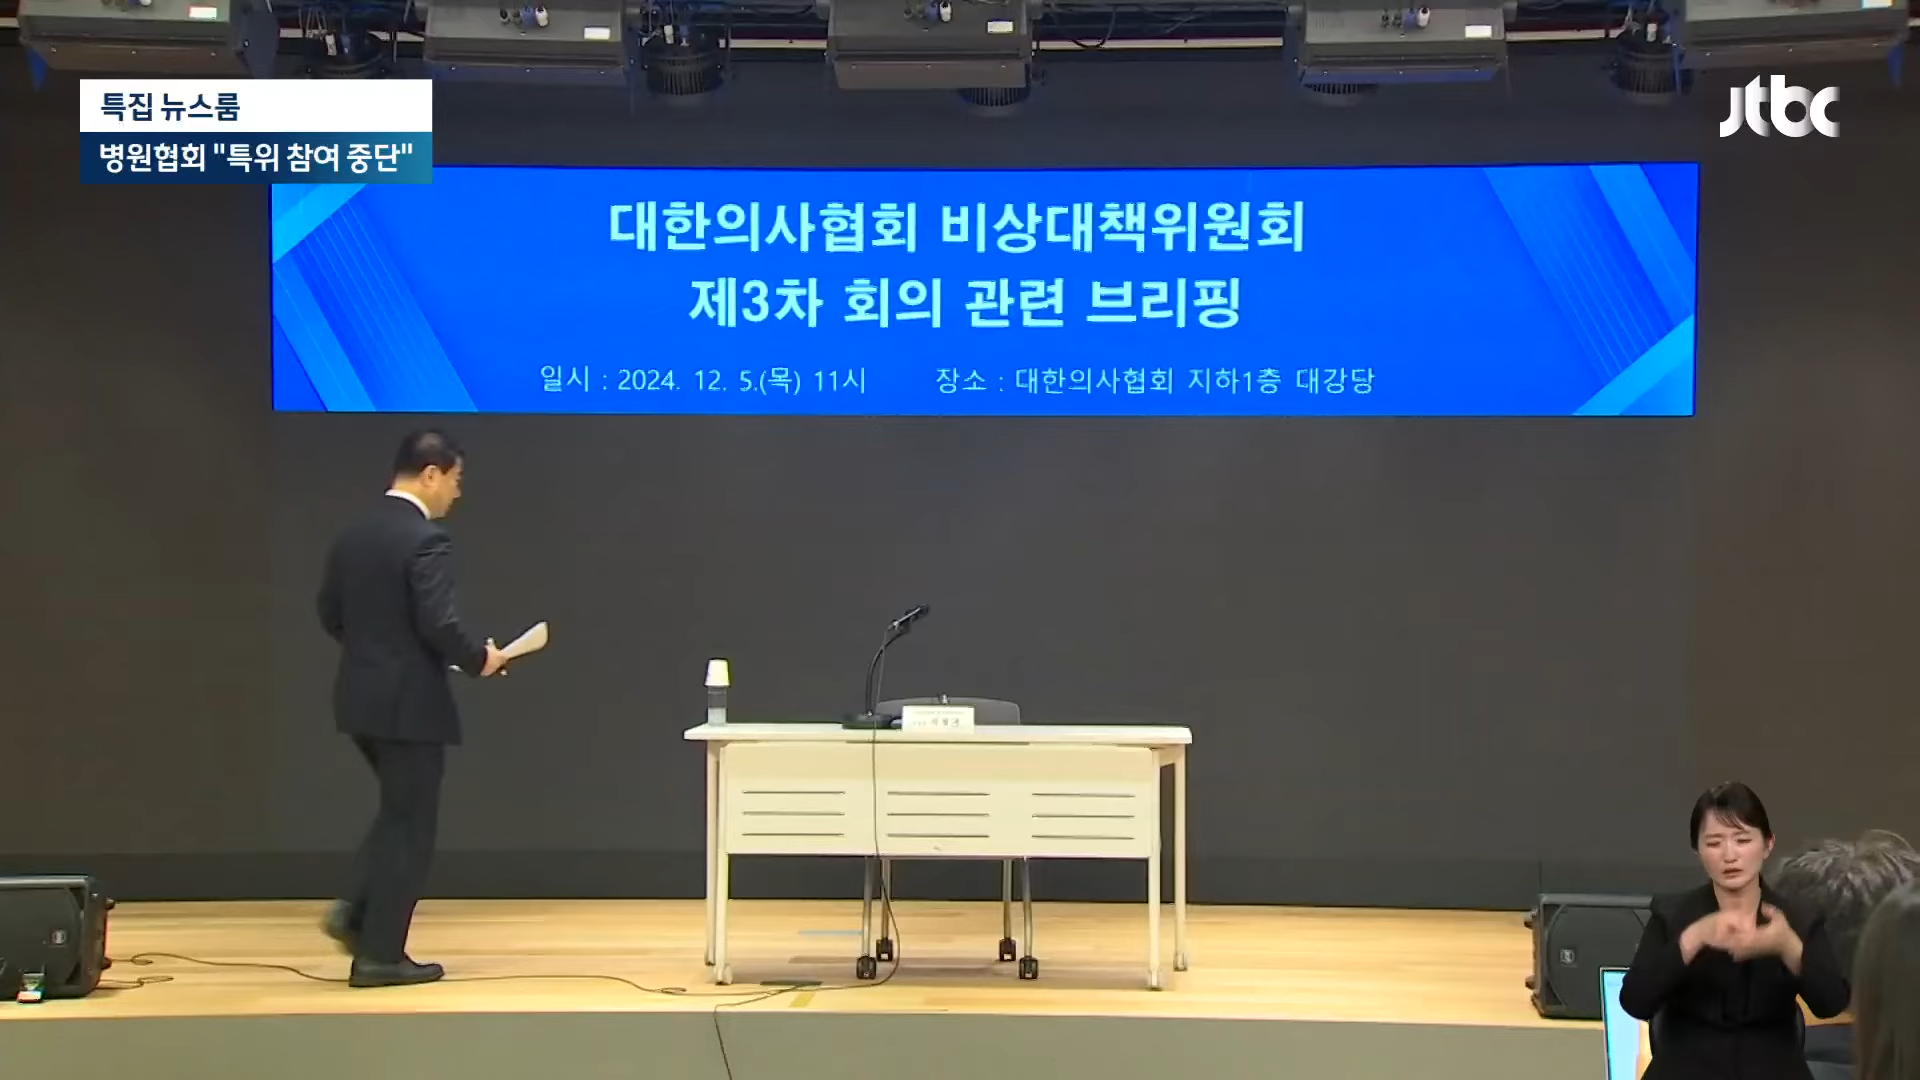 특집 뉴스룸
병원협회 "특위 참여 중단"
jtbc
대한의사협회 비상대책위원회
제3차 회의 관련 브리핑
일시 : 2024. 12. 5.(목) 11시 장소 : 대한의사협회 지하1층 대강당